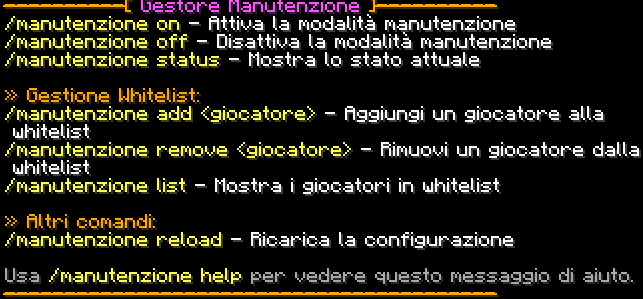 [ Gestore Manutenzione ]
/manutenzione on – Attiva la modalità manutenzione
/manutenzione off – Disattiva la modalità manutenzione
/manutenzione status – Mostra lo stato attuale
» Gestione Whitelist:
/manutenzione add <giocatore> – Aggiungi un giocatore alla
whitelist
/manutenzione remove <giocatore> – Rimuovi un giocatore dalla
whitelist
/manutenzione list – Mostra i giocatori in whitelist
» Altri comandi:
/manutenzione reload – Ricarica la configurazione
Usa /manutenzione help per vedere questo messaggio di aiuto.